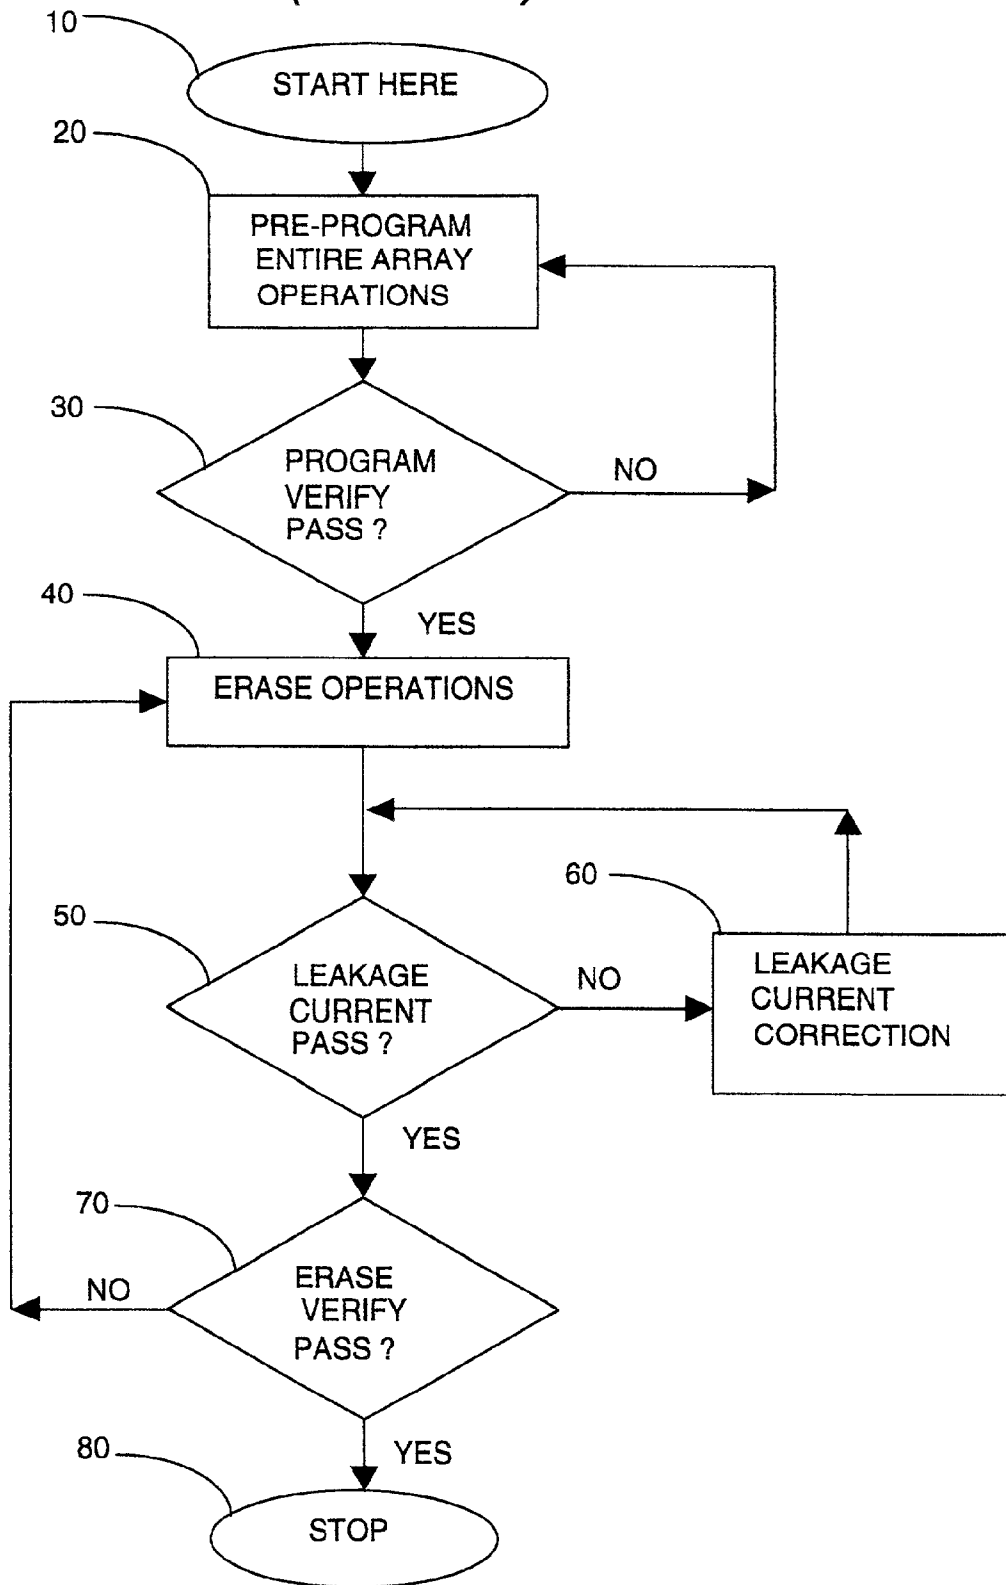 10
START HERE
20
PRE-PROGRAM
ENTIRE ARRAY
OPERATIONS
30
PROGRAM
VERIFY
PASS ?
NO
40
YES
ERASE OPERATIONS
60
50
LEAKAGE
CURRENT
PASS ?
NO
LEAKAGE
CURRENT
CORRECTION
YES
70
ERASE
VERIFY
PASS ?
NO
YES
80
STOP